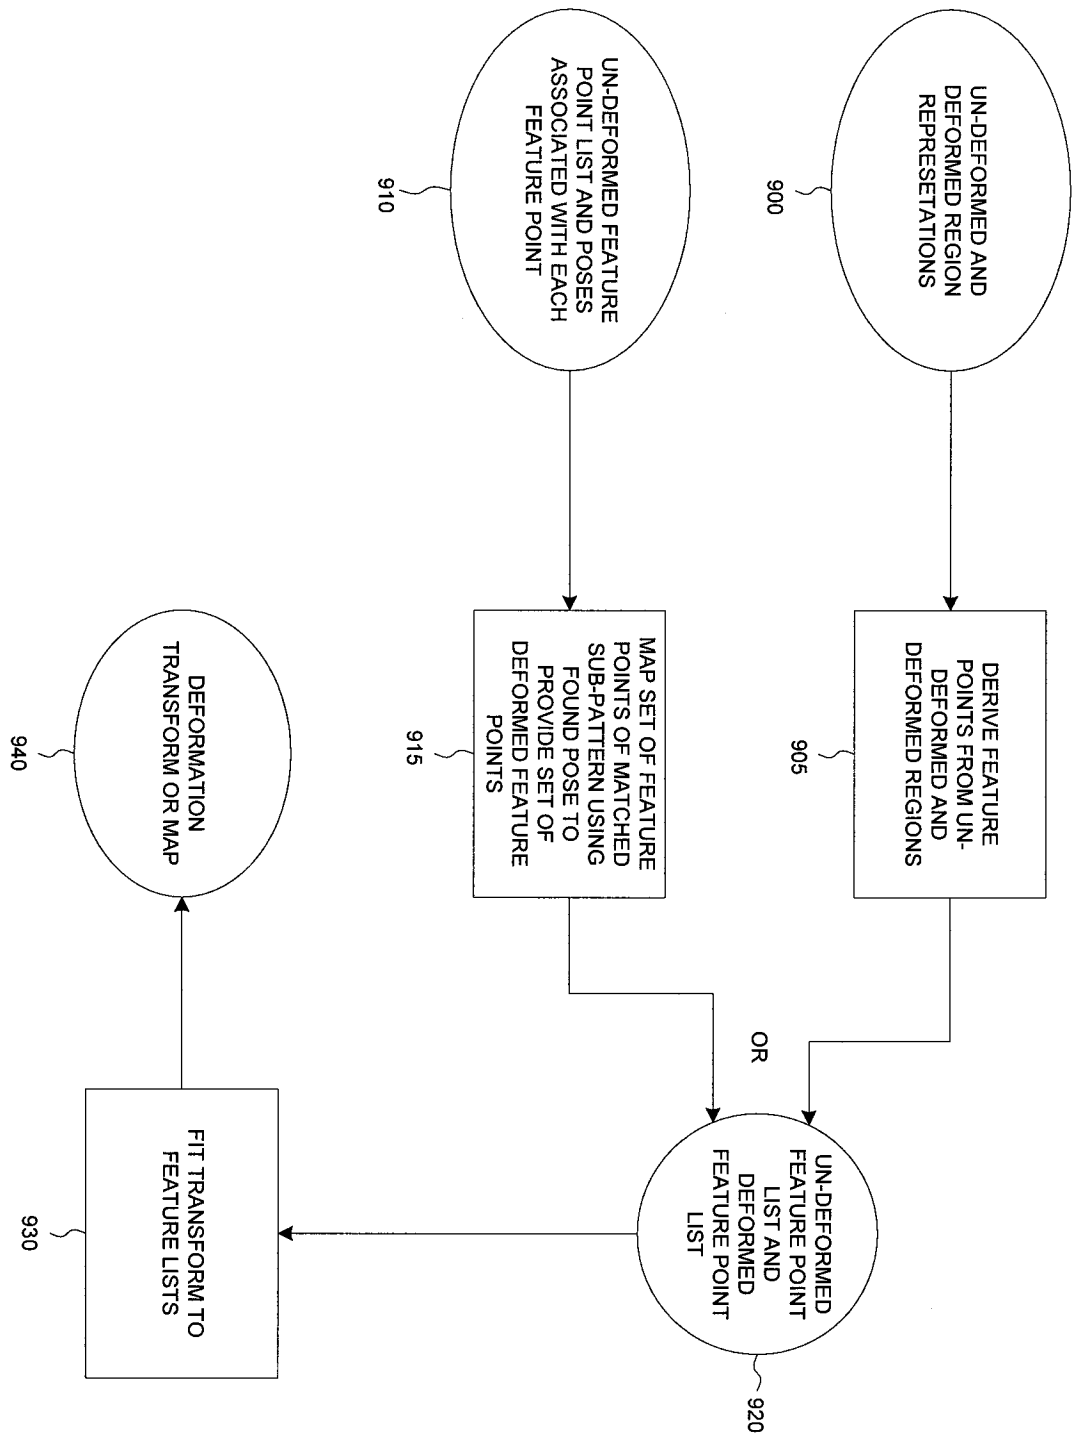 UN-DEFORMED AND
DEFORMED REGION
REPRESETATIONS
900
DERIVE FEATURE
POINTS FROM UN-
DEFORMED AND
DEFORMED REGIONS
905
UN-DEFORMED FEATURE
POINT LIST AND POSES
ASSOCIATED WITH EACH
FEATURE POINT
910
MAP SET OF FEATURE
POINTS OF MATCHED
SUB-PATTERN USING
FOUND POSE TO
PROVIDE SET OF
DEFORMED FEATURE
POINTS
915
OR
UN-DEFORMED
FEATURE POINT
LIST AND
DEFORMED
FEATURE POINT
LIST
920
DEFORMATION
TRANSFORM OR MAP
940
FIT TRANSFORM TO
FEATURE LISTS
930